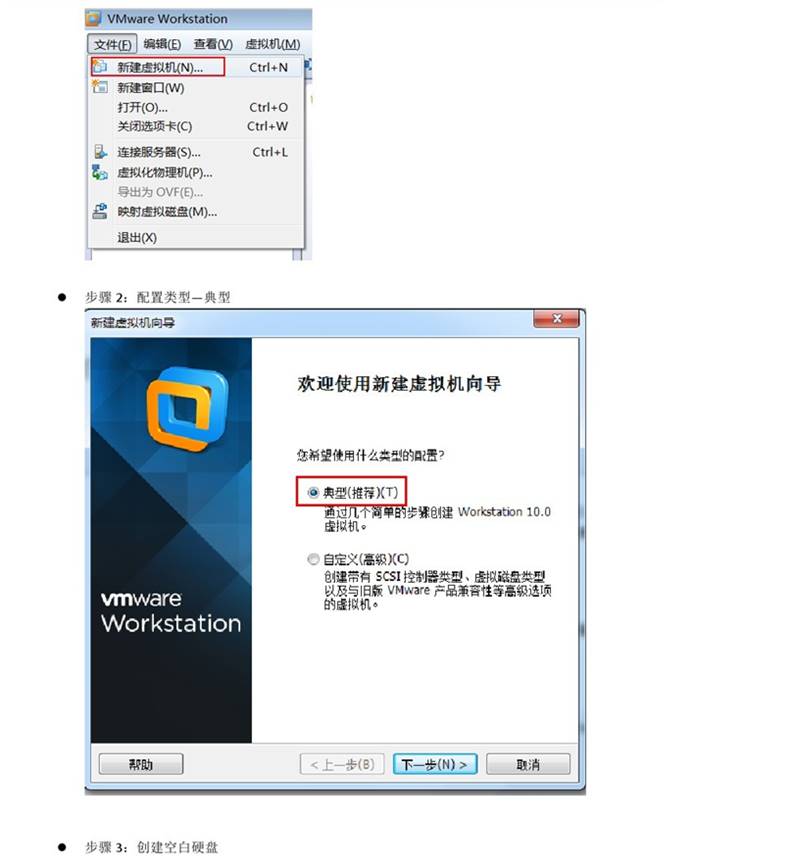 VMware Workstation
文件(F) 编辑(E) 查看(V) 虚拟机(M)
新建虚拟机(N)... Ctrl+N
新建窗口(W)
打开(O)... Ctrl+O
关闭选项卡(C) Ctrl+W
连接服务器(S)... Ctrl+L
虚拟化物理机(P)...
导出为 OVF(E)...
映射虚拟磁盘(M)...
退出(X)
● 步骤 2：配置类型—典型
新建虚拟机向导
欢迎使用新建虚拟机向导
您希望使用什么类型的配置?
典型(推荐)(T)
通过几个简单的步骤创建 Workstation 10.0
虚拟机。
自定义(高级)(C)
创建带有 SCSI 控制器类型、虚拟磁盘类型
以及与旧版 VMware 产品兼容性等高级选项
的虚拟机。
vmware
Workstation
帮助 < 上一步(B) 下一步(N) > 取消
● 步骤 3：创建空白硬盘